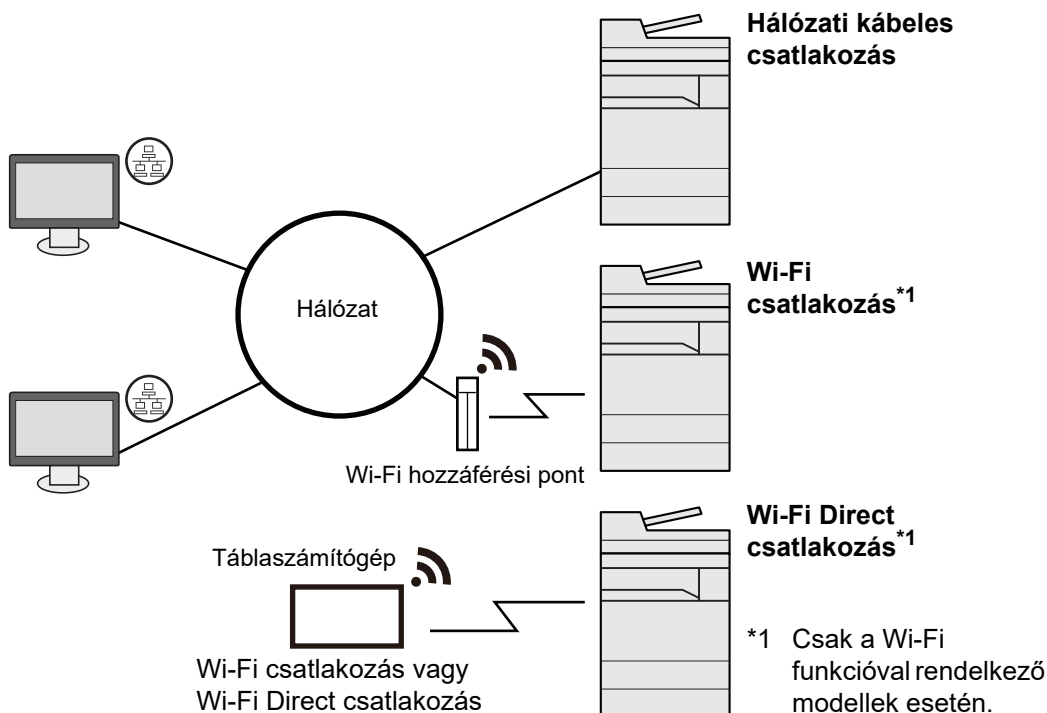 Hálózati kábeles
csatlakozás
Hálózat
Wi-Fi
csatlakozás*1
Wi-Fi hozzáférési pont
Wi-Fi Direct
csatlakozás*1
Táblaszámítógép
Wi-Fi csatlakozás vagy
Wi-Fi Direct csatlakozás
*1 Csak a Wi-Fi
funkcióval rendelkező
modellek esetén.